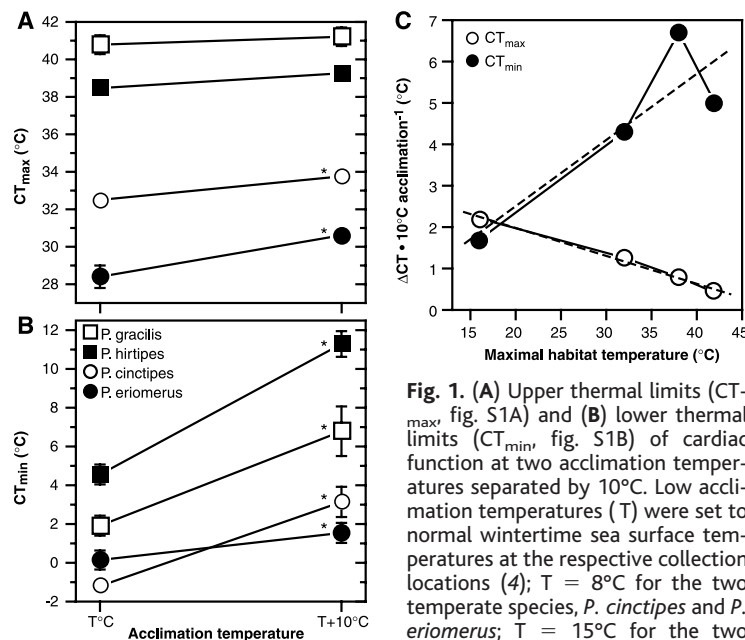 A
42
40
38
36
34
32
30
28
CTmax (°C)
*
*
B
12
10
8
6
4
2
0
-2
CTmin (°C)
P. gracilis
P. hirtipes
P. cinctipes
P. eriomerus
*
*
*
*
T°C
T+10°C
Acclimation temperature
C
7
6
5
4
3
2
1
0
ΔCT • 10°C acclimation-1 (°C)
CTmax
CTmin
15 20 25 30 35 40 45
Maximal habitat temperature (°C)
Fig. 1. (A) Upper thermal limits (CT-
max, fig. S1A) and (B) lower thermal
limits (CTmin, fig. S1B) of cardiac
function at two acclimation temper-
atures separated by 10°C. Low accli-
mation temperatures (T) were set to
normal wintertime sea surface tem-
peratures at the respective collection
locations (4); T = 8°C for the two
temperate species, P. cinctipes and P.
eriomerus; T = 15°C for the two